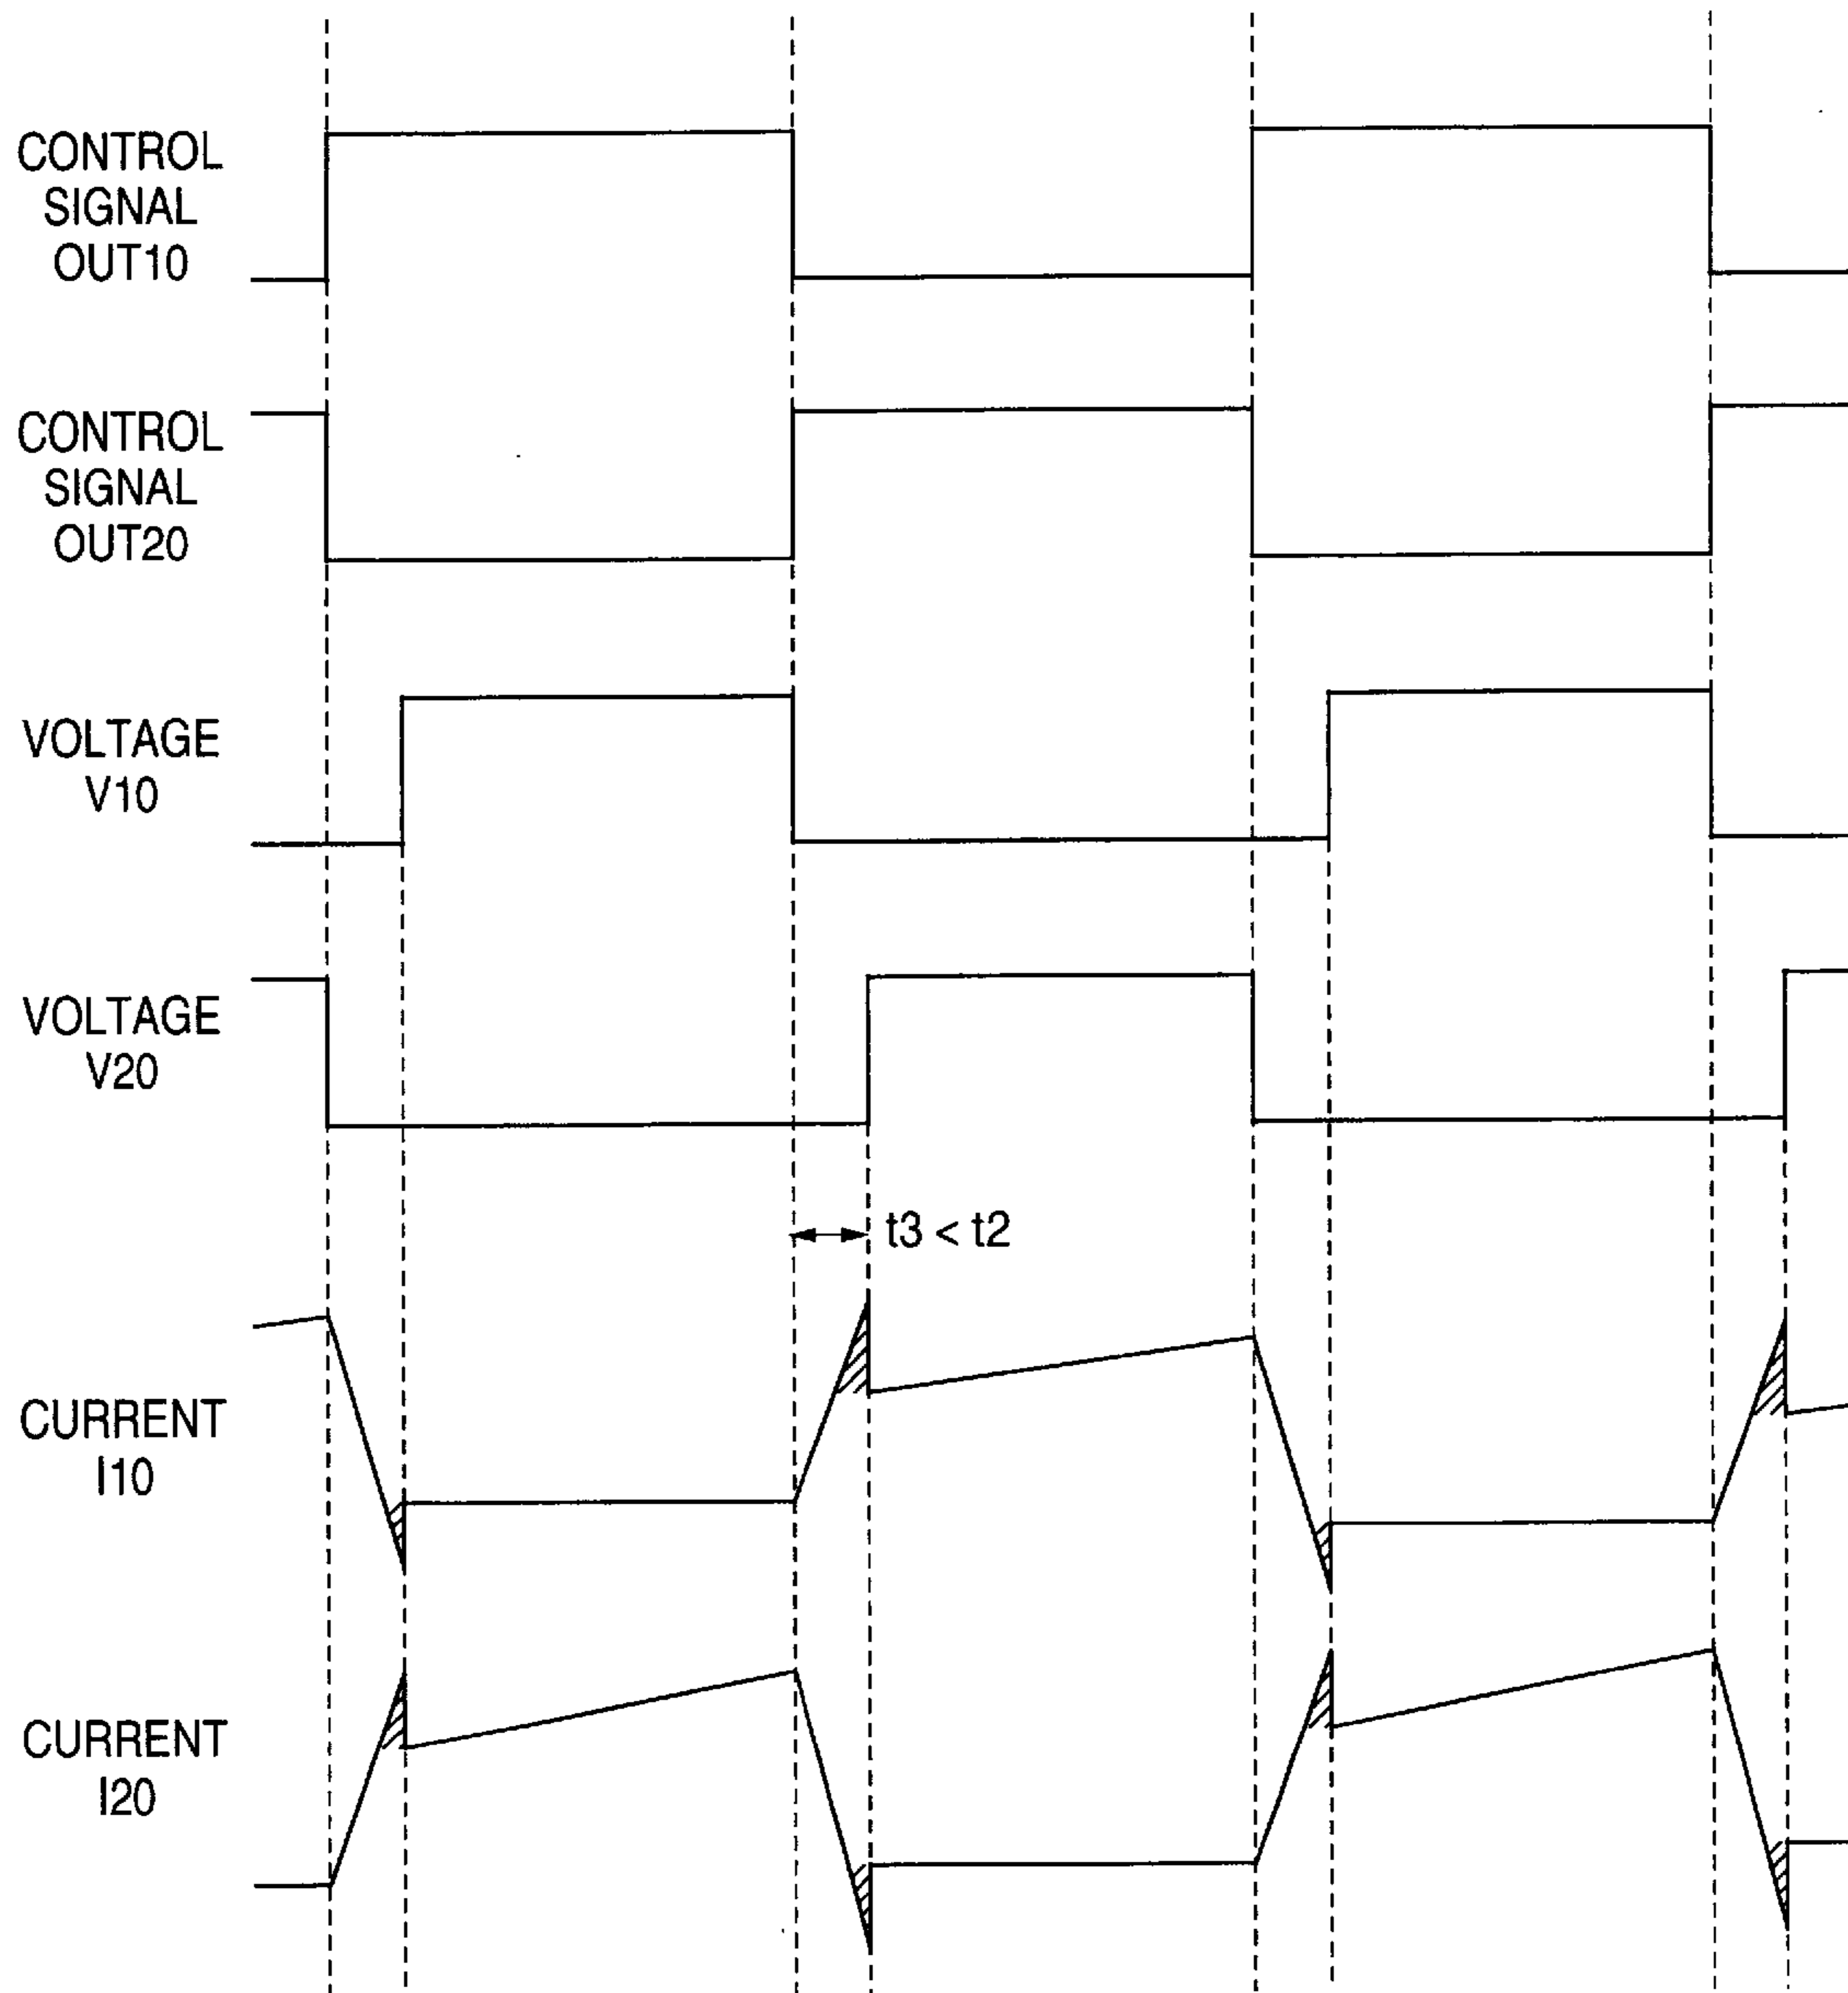 CONTROL
SIGNAL
OUT10
CONTROL
SIGNAL
OUT20
VOLTAGE
V10
VOLTAGE
V20
t3 < t2
CURRENT
I10
CURRENT
I20